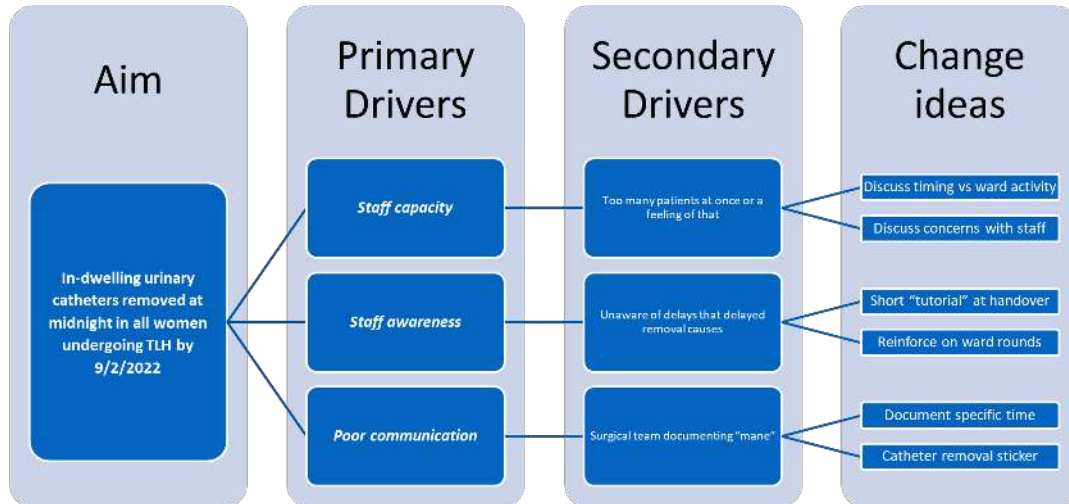 Aim
In-dwelling urinary
catheters removed at
midnight in all women
undergoing TLH by
9/2/2022
Primary
Drivers
Staff capacity
Staff awareness
Poor communication
Secondary
Drivers
Too many patients at once or a
feeling of that
Unaware of delays that delayed
removal causes
Surgical team documenting "mane"
Change
ideas
Discuss timing vs ward activity
Discuss concerns with staff
Short "tutorial" at handover
Reinforce on ward rounds
Document specific time
Catheter removal sticker